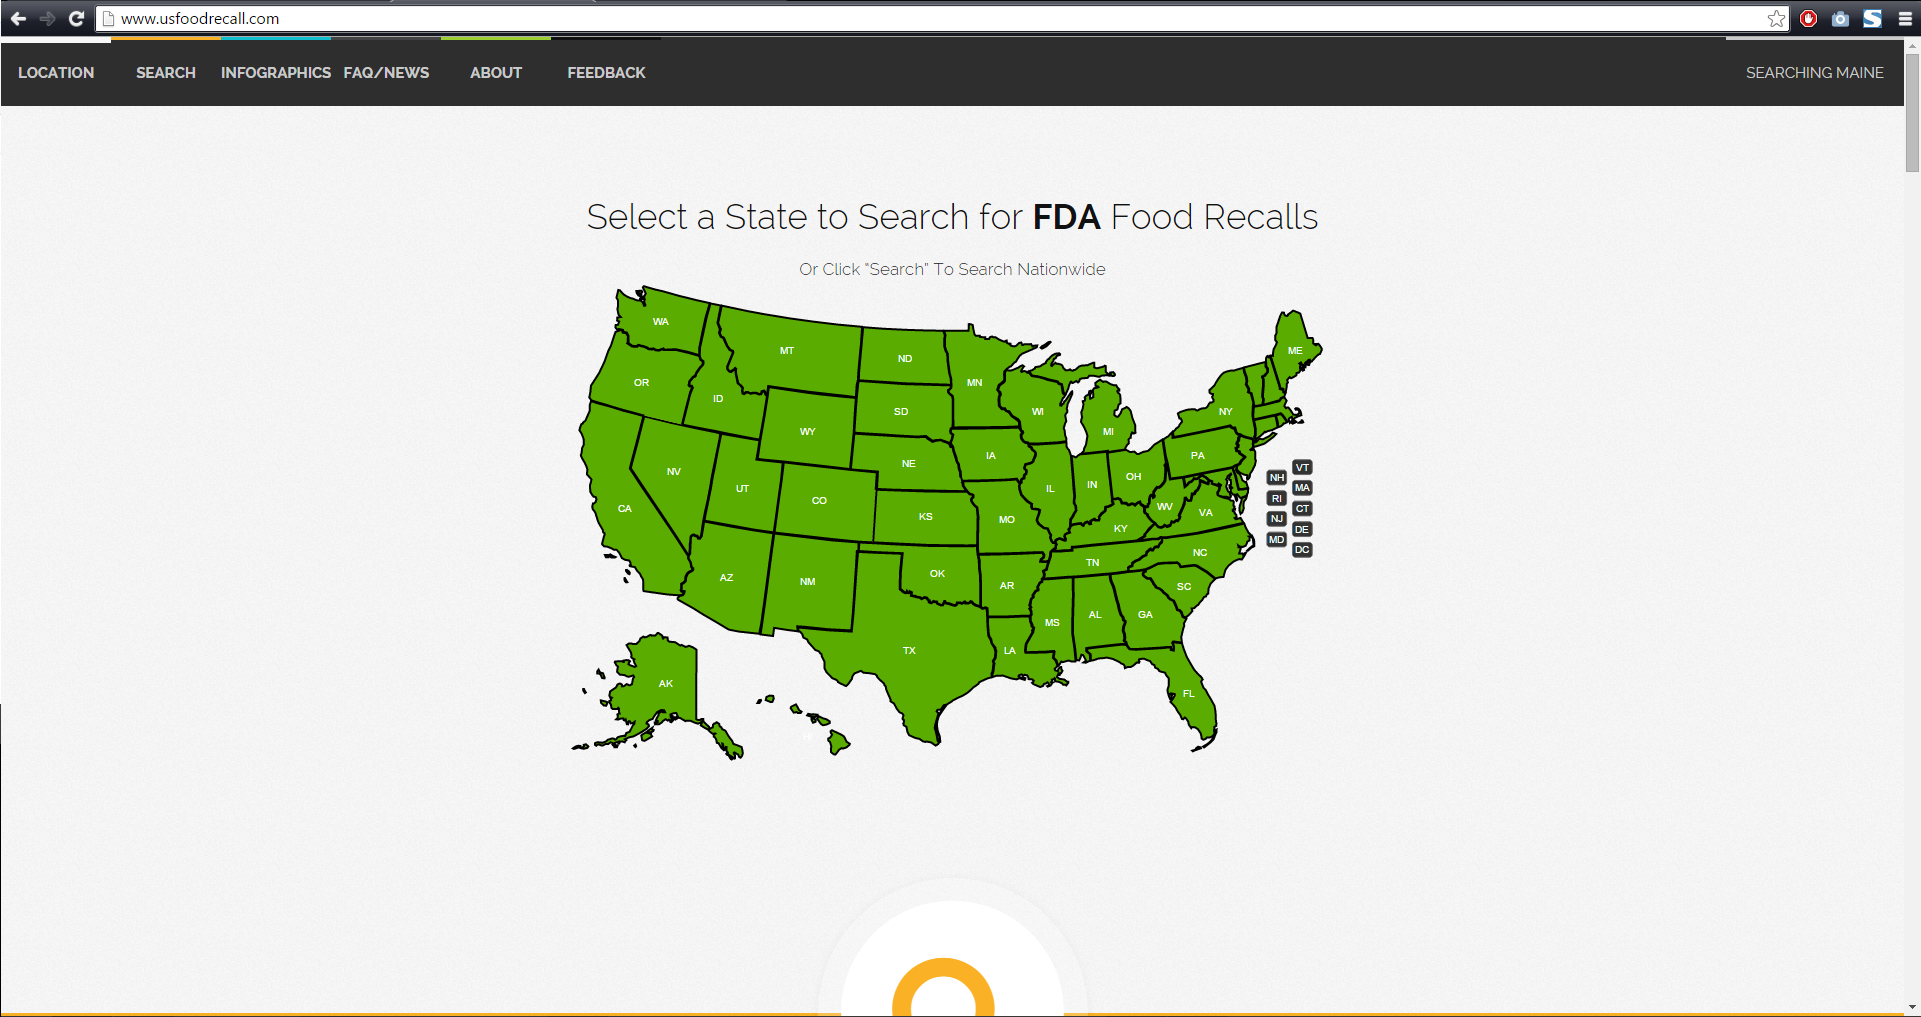 www.usfoodrecall.com
LOCATION SEARCH INFOGRAPHICS FAQ/NEWS ABOUT FEEDBACK SEARCHING MAINE
Select a State to Search for FDA Food Recalls
Or Click “Search” To Search Nationwide
WA
MT
ND
ME
OR
MN
ID
SD
WI
NY
WY
MI
NE
IA
PA
VT
NV
OH
NH
UT
CO
IL
IN
MA
RI
CA
WV
VA
CT
KS
MO
NJ
KY
DE
MD
NC
DC
TN
AZ
NM
OK
AR
SC
MS
AL
GA
TX
LA
AK
FL